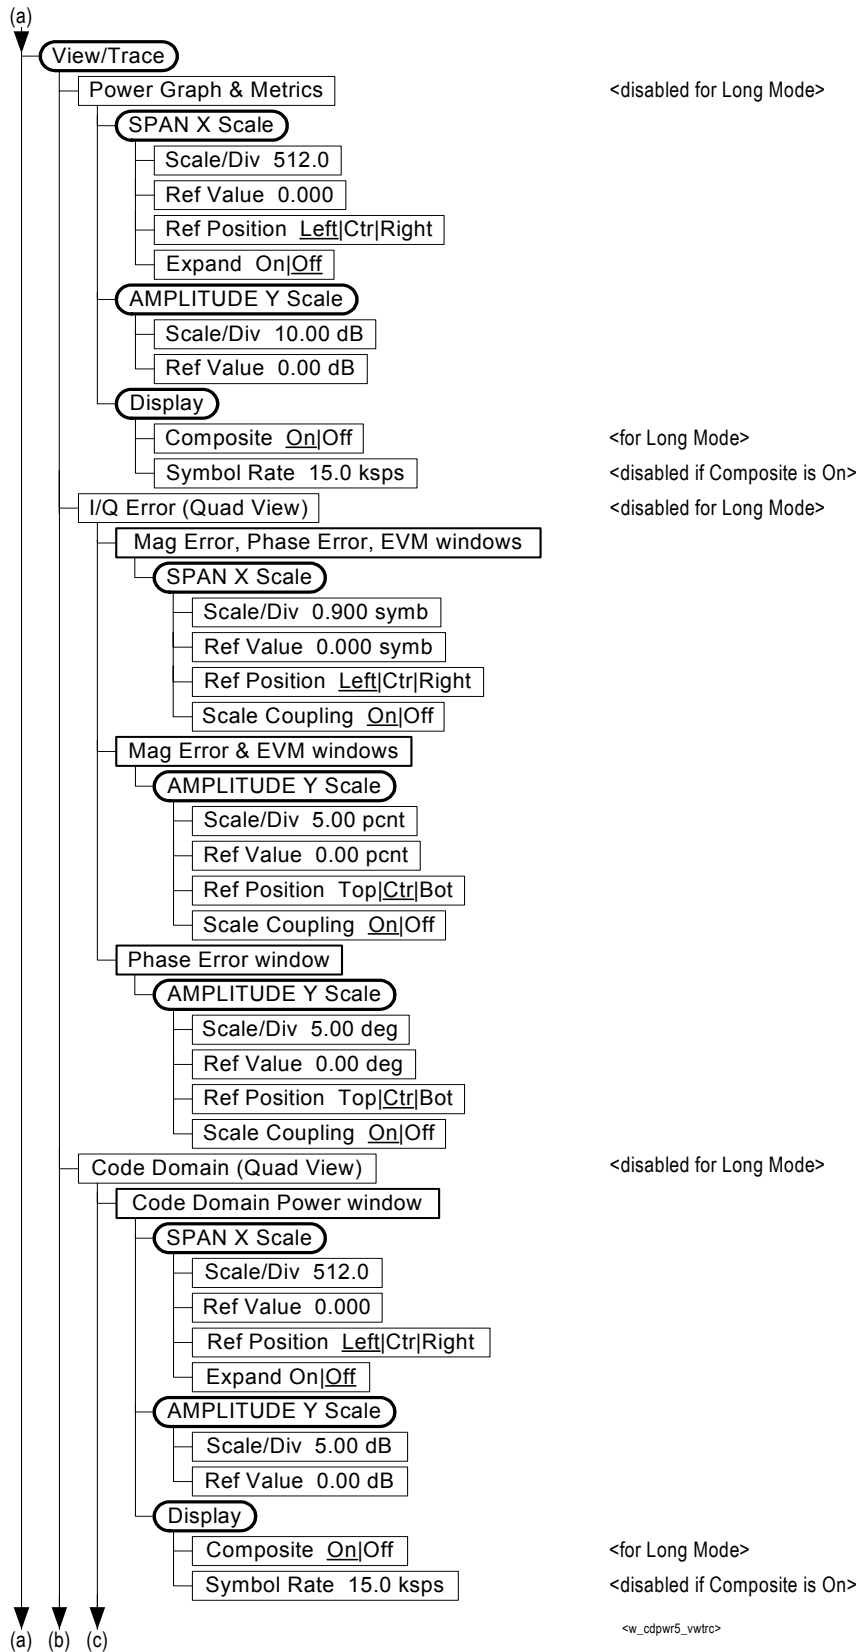 (a)
View/Trace
Power Graph & Metrics <disabled for Long Mode>
SPAN X Scale
Scale/Div 512.0
Ref Value 0.000
Ref Position Left|Ctr|Right
Expand On|Off
AMPLITUDE Y Scale
Scale/Div 10.00 dB
Ref Value 0.00 dB
Display
Composite On|Off <for Long Mode>
Symbol Rate 15.0 ksps <disabled if Composite is On>
I/Q Error (Quad View) <disabled for Long Mode>
Mag Error, Phase Error, EVM windows
SPAN X Scale
Scale/Div 0.900 symb
Ref Value 0.000 symb
Ref Position Left|Ctr|Right
Scale Coupling On|Off
Mag Error & EVM windows
AMPLITUDE Y Scale
Scale/Div 5.00 pcnt
Ref Value 0.00 pcnt
Ref Position Top|Ctr|Bot
Scale Coupling On|Off
Phase Error window
AMPLITUDE Y Scale
Scale/Div 5.00 deg
Ref Value 0.00 deg
Ref Position Top|Ctr|Bot
Scale Coupling On|Off
Code Domain (Quad View) <disabled for Long Mode>
Code Domain Power window
SPAN X Scale
Scale/Div 512.0
Ref Value 0.000
Ref Position Left|Ctr|Right
Expand On|Off
AMPLITUDE Y Scale
Scale/Div 5.00 dB
Ref Value 0.00 dB
Display
Composite On|Off <for Long Mode>
Symbol Rate 15.0 ksps <disabled if Composite is On>
<w_cdpwr5_vwtrc>
(a) (b) (c)